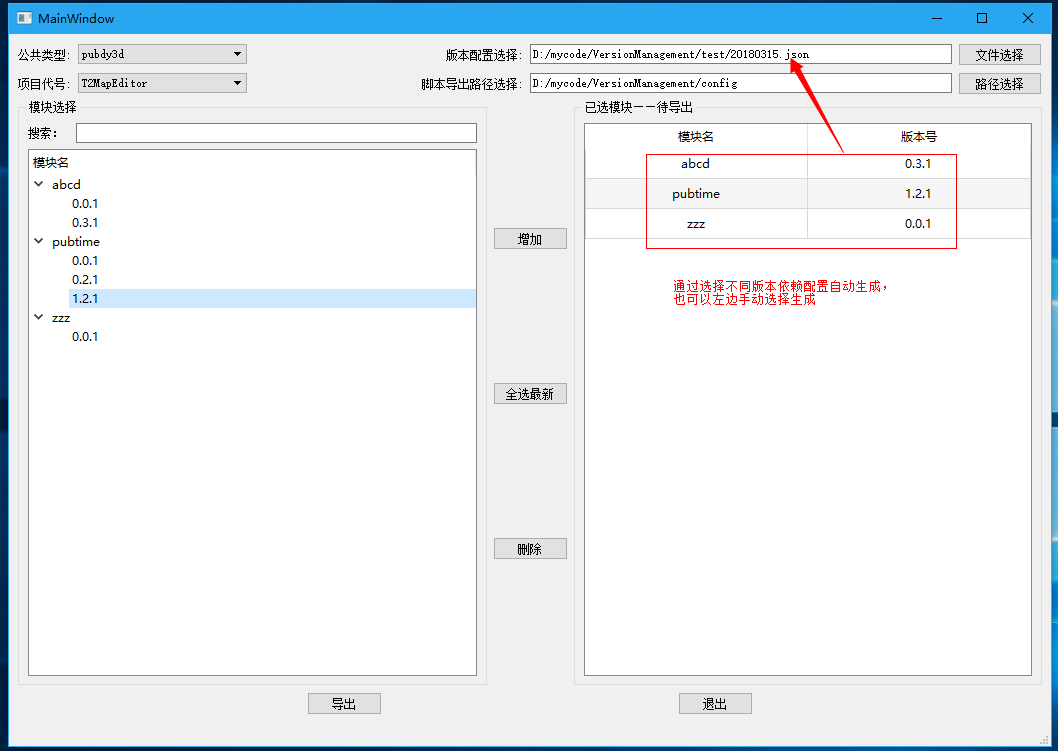 MainWindow
公共类型: pubdy3d 版本配置选择: D:/mycode/VersionManagement/test/20180315.json 文件选择
项目代号: T2MapEditor 脚本导出路径选择: D:/mycode/VersionManagement/config 路径选择
模块选择
搜索:
模块名
abcd
0.0.1
0.3.1
pubtime
0.0.1
0.2.1
1.2.1
zzz
0.0.1
增加
全选最新
删除
已选模块——待导出
模块名 版本号
abcd 0.3.1
pubtime 1.2.1
zzz 0.0.1
通过选择不同版本依赖配置自动生成,
也可以左边手动选择生成
导出 退出